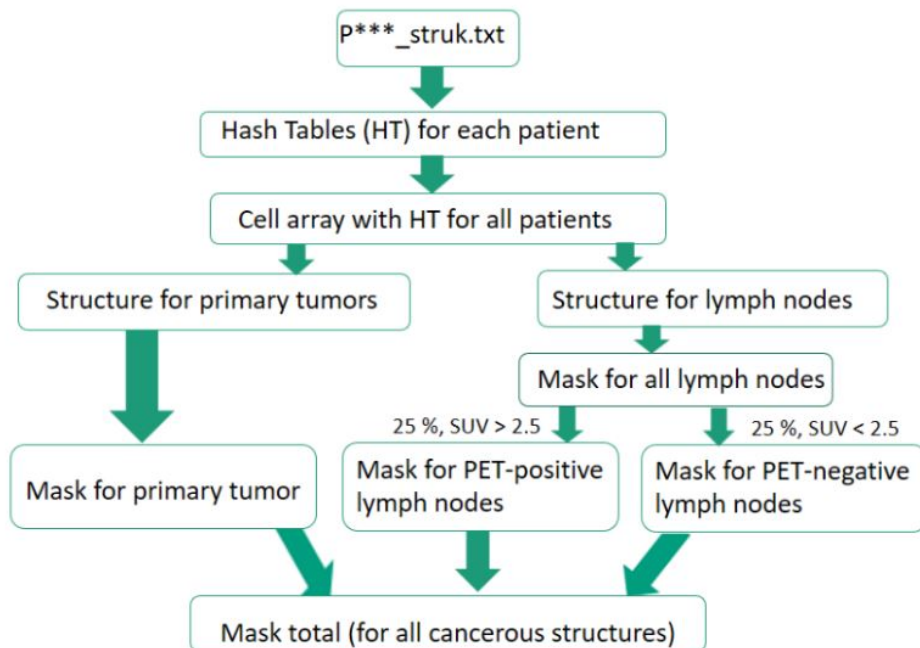 P***_struk.txt
Hash Tables (HT) for each patient
Cell array with HT for all patients
Structure for primary tumors
Structure for lymph nodes
Mask for all lymph nodes
25 %, SUV > 2.5
25 %, SUV < 2.5
Mask for primary tumor
Mask for PET-positive
lymph nodes
Mask for PET-negative
lymph nodes
Mask total (for all cancerous structures)